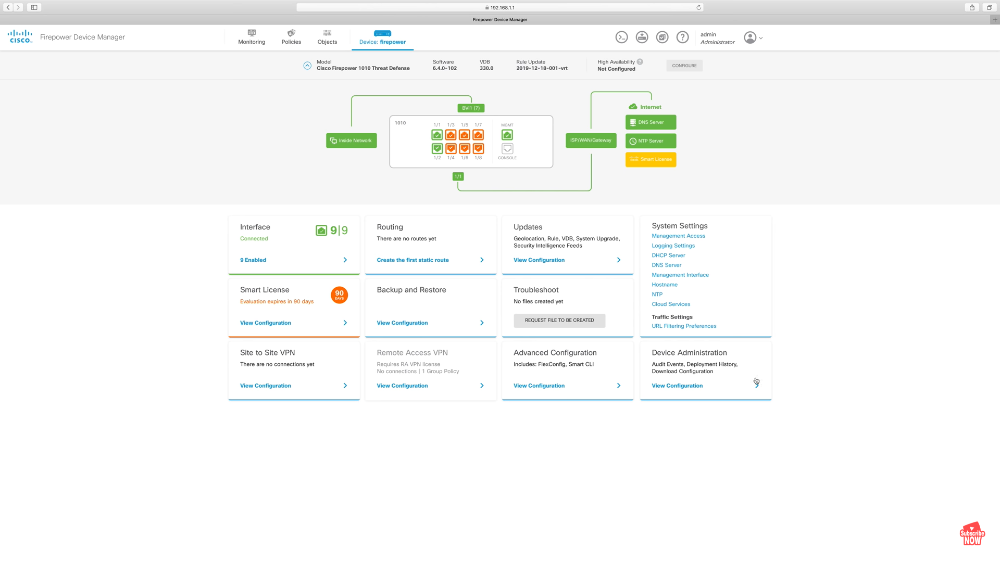 192.168.1.1
Firepower Device Manager
CISCO
Firepower Device Manager
Monitoring
Policies
Objects
Device: firepower
admin
Administrator
Model
Cisco Firepower 1010 Threat Defense
Software
6.4.0-102
VDB
330.0
Rule Update
2019-12-18-001-vrt
High Availability ?
Not Configured
CONFIGURE
BVI1 (7)
Internet
1010
1/1 1/3 1/5 1/7
MGMT
DNS Server
Inside Network
ISP/WAN/Gateway
NTP Server
1/2 1/4 1/6 1/8
CONSOLE
Smart License
1/1
Interface
Connected
9|9
9 Enabled
Routing
There are no routes yet
Create the first static route
Updates
Geolocation, Rule, VDB, System Upgrade,
Security Intelligence Feeds
View Configuration
System Settings
Management Access
Logging Settings
DHCP Server
DNS Server
Management Interface
Hostname
NTP
Cloud Services
Traffic Settings
URL Filtering Preferences
Smart License
Evaluation expires in 90 days
90
DAYS
View Configuration
Backup and Restore
View Configuration
Troubleshoot
No files created yet
REQUEST FILE TO BE CREATED
Site to Site VPN
There are no connections yet
View Configuration
Remote Access VPN
Requires RA VPN license
No connections | 1 Group Policy
View Configuration
Advanced Configuration
Includes: FlexConfig, Smart CLI
View Configuration
Device Administration
Audit Events, Deployment History,
Download Configuration
View Configuration
Subscribe
NOW